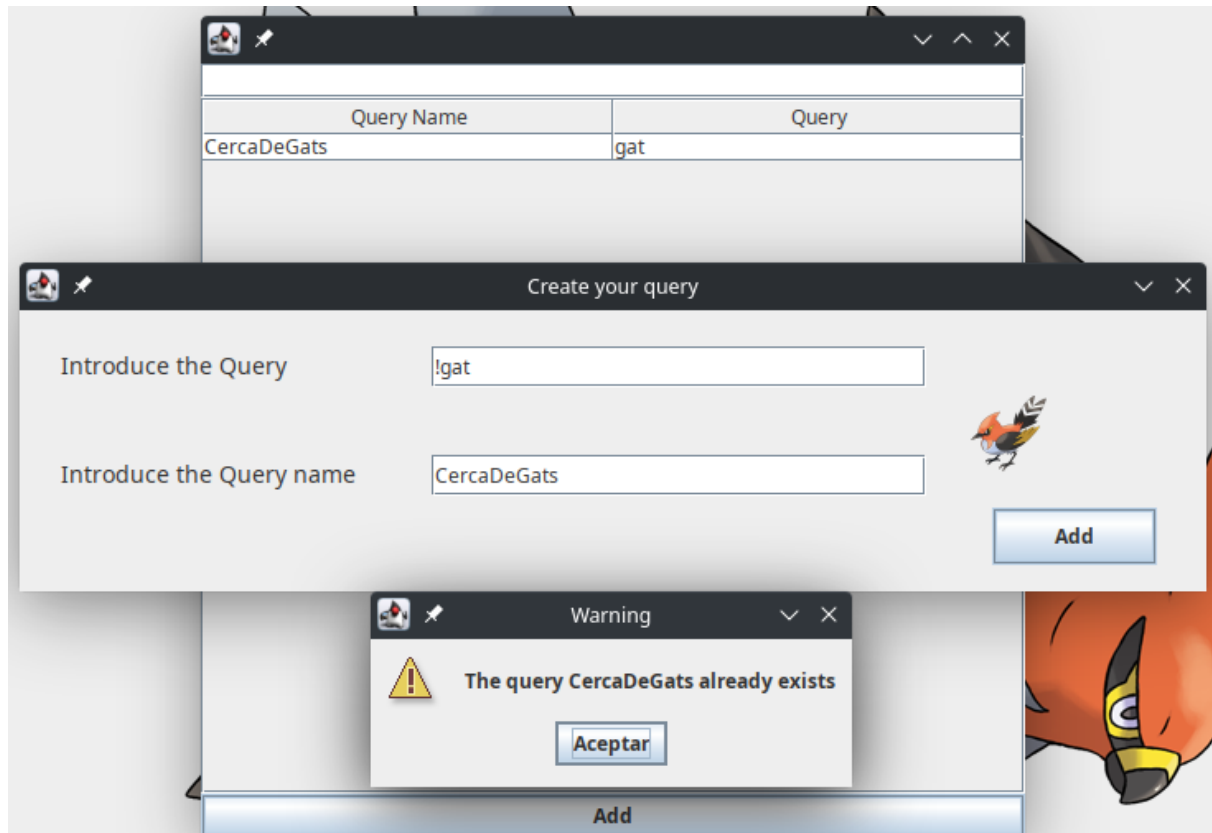 Query Name Query
CercaDeGats gat
Create your query
Introduce the Query !gat
Introduce the Query name CercaDeGats
Add
Warning
The query CercaDeGats already exists
Aceptar
Add